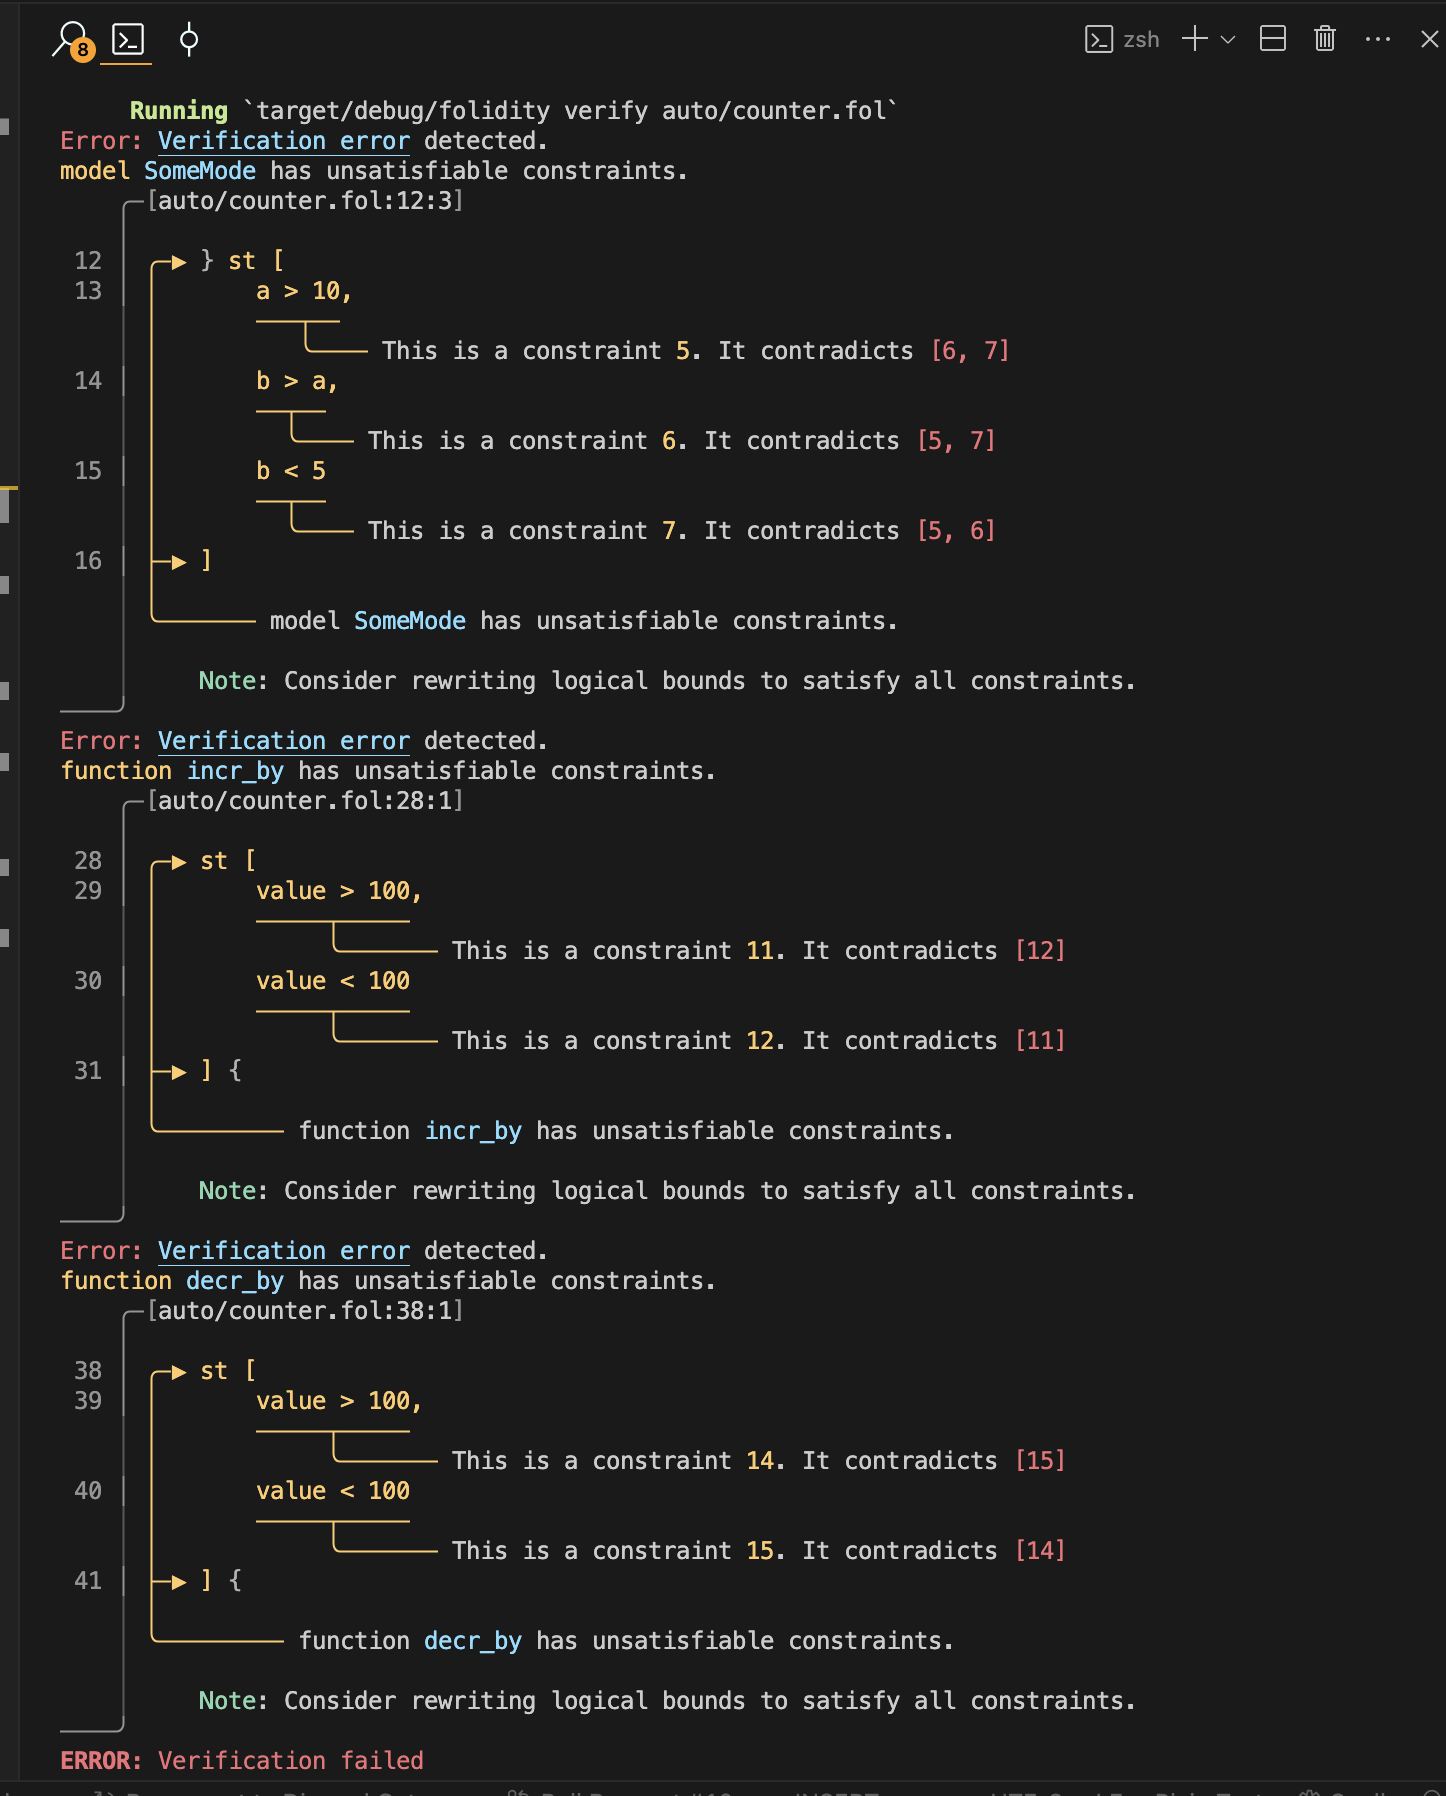 8
zsh
Running `target/debug/folidity verify auto/counter.fol`
Error: Verification error detected.
model SomeMode has unsatisfiable constraints.
[auto/counter.fol:12:3]
12 } st [
13 a > 10,
This is a constraint 5. It contradicts [6, 7]
14 b > a,
This is a constraint 6. It contradicts [5, 7]
15 b < 5
This is a constraint 7. It contradicts [5, 6]
16 ]
model SomeMode has unsatisfiable constraints.
Note: Consider rewriting logical bounds to satisfy all constraints.
Error: Verification error detected.
function incr_by has unsatisfiable constraints.
[auto/counter.fol:28:1]
28 st [
29 value > 100,
This is a constraint 11. It contradicts [12]
30 value < 100
This is a constraint 12. It contradicts [11]
31 ] {
function incr_by has unsatisfiable constraints.
Note: Consider rewriting logical bounds to satisfy all constraints.
Error: Verification error detected.
function decr_by has unsatisfiable constraints.
[auto/counter.fol:38:1]
38 st [
39 value > 100,
This is a constraint 14. It contradicts [15]
40 value < 100
This is a constraint 15. It contradicts [14]
41 ] {
function decr_by has unsatisfiable constraints.
Note: Consider rewriting logical bounds to satisfy all constraints.
ERROR: Verification failed